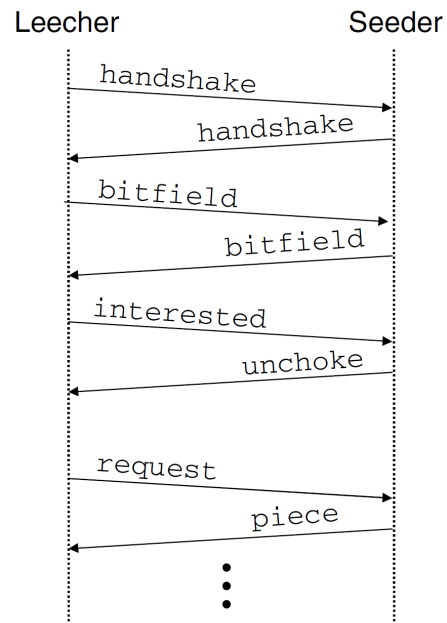 Leecher Seeder
handshake
handshake
bitfield
bitfield
interested
unchoke
request
piece